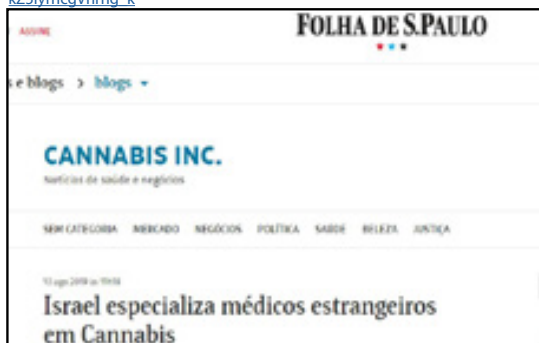 ASSINE
FOLHA DE S.PAULO
s e blogs > blogs
CANNABIS INC.
Notícias de saúde e negócios
SEM CATEGORIA MERCADO NEGÓCIOS POLÍTICA SAÚDE BELEZA JUSTIÇA
Israel especializa médicos estrangeiros
em Cannabis